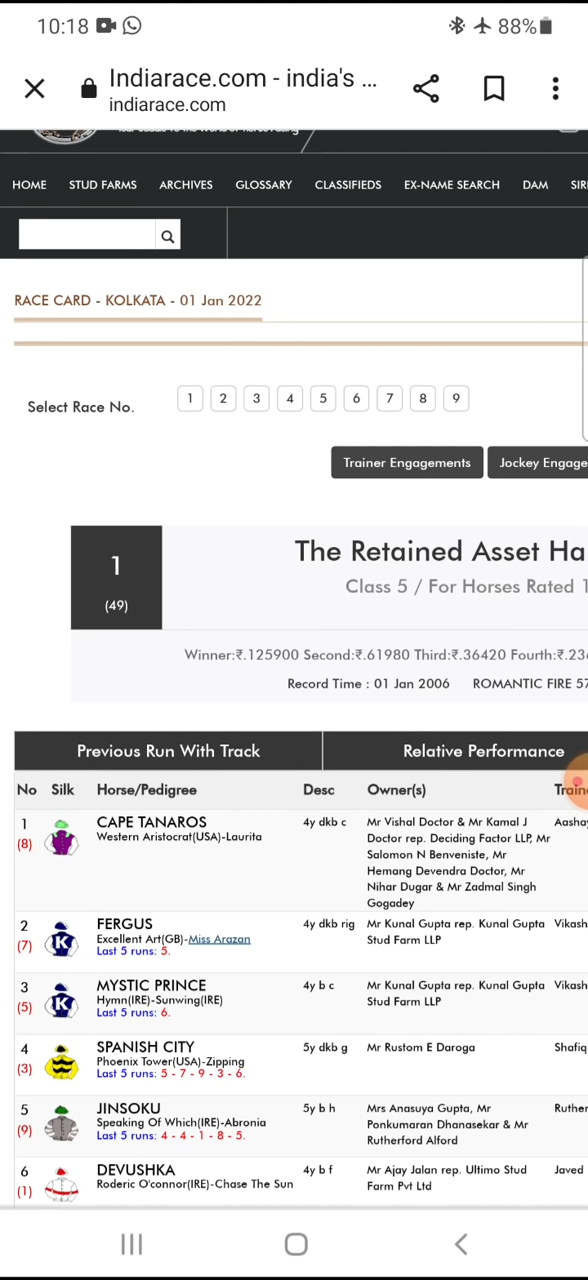 10:18
88%
Indiarace.com - india's ...
indiarace.com
HOME STUD FARMS ARCHIVES GLOSSARY CLASSIFIEDS EX-NAME SEARCH DAM SIR
RACE CARD - KOLKATA - 01 Jan 2022
Select Race No. 1 2 3 4 5 6 7 8 9
Trainer Engagements Jockey Engage
1
(49)
The Retained Asset Ha
Class 5 / For Horses Rated 1
Winner:₹.125900 Second:₹.61980 Third:₹.36420 Fourth:₹.23
Record Time : 01 Jan 2006 ROMANTIC FIRE 57
Previous Run With Track Relative Performance
No Silk Horse/Pedigree Desc Owner(s) Train
1 CAPE TANAROS 4y dkb c Mr Vishal Doctor & Mr Kamal J Aasha
(8) Western Aristocrat(USA)-Laurita Doctor rep. Deciding Factor LLP, Mr
Salomon N Benveniste, Mr
Hemang Devendra Doctor, Mr
Nihar Dugar & Mr Zadmal Singh
Gogadey
2 FERGUS 4y dkb rig Mr Kunal Gupta rep. Kunal Gupta Vikash
(7) K Excellent Art(GB)-Miss Arazan Stud Farm LLP
Last 5 runs: 5.
3 MYSTIC PRINCE 4y b c Mr Kunal Gupta rep. Kunal Gupta Vikash
(5) K Hymn(IRE)-Sunwing(IRE) Stud Farm LLP
Last 5 runs: 6.
4 SPANISH CITY 5y dkb g Mr Rustom E Daroga Shafiq
(3) Phoenix Tower(USA)-Zipping
Last 5 runs: 5 - 7 - 9 - 3 - 6.
5 JINSOKU 5y b h Mrs Anasuya Gupta, Mr Ruther
(9) Speaking Of Which(IRE)-Abronia Ponkumaran Dhanasekar & Mr
Last 5 runs: 4 - 4 - 1 - 8 - 5. Rutherford Alford
6 DEVUSHKA 4y b f Mr Ajay Jalan rep. Ultimo Stud Javed
(1) Roderic O'connor(IRE)-Chase The Sun Farm Pvt Ltd